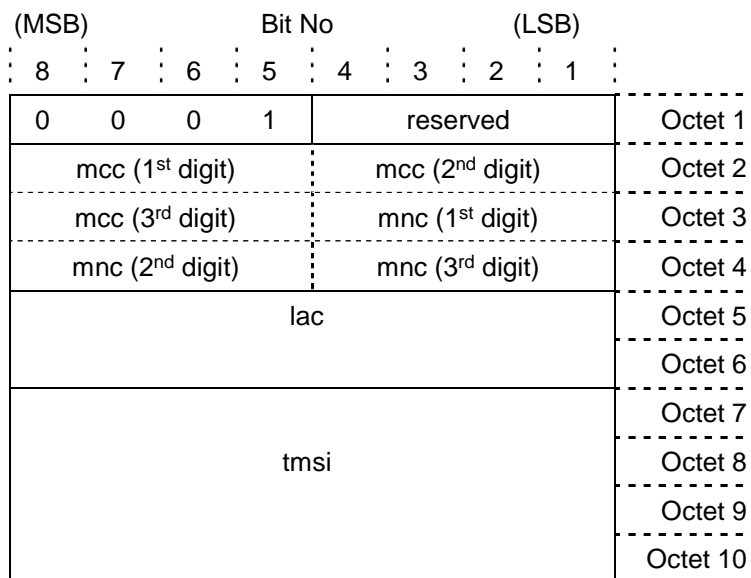 (MSB) Bit No (LSB)
8 7 6 5 4 3 2 1
0 0 0 1 reserved Octet 1
mcc (1st digit) mcc (2nd digit) Octet 2
mcc (3rd digit) mnc (1st digit) Octet 3
mnc (2nd digit) mnc (3rd digit) Octet 4
lac Octet 5
Octet 6
Octet 7
tmsi Octet 8
Octet 9
Octet 10